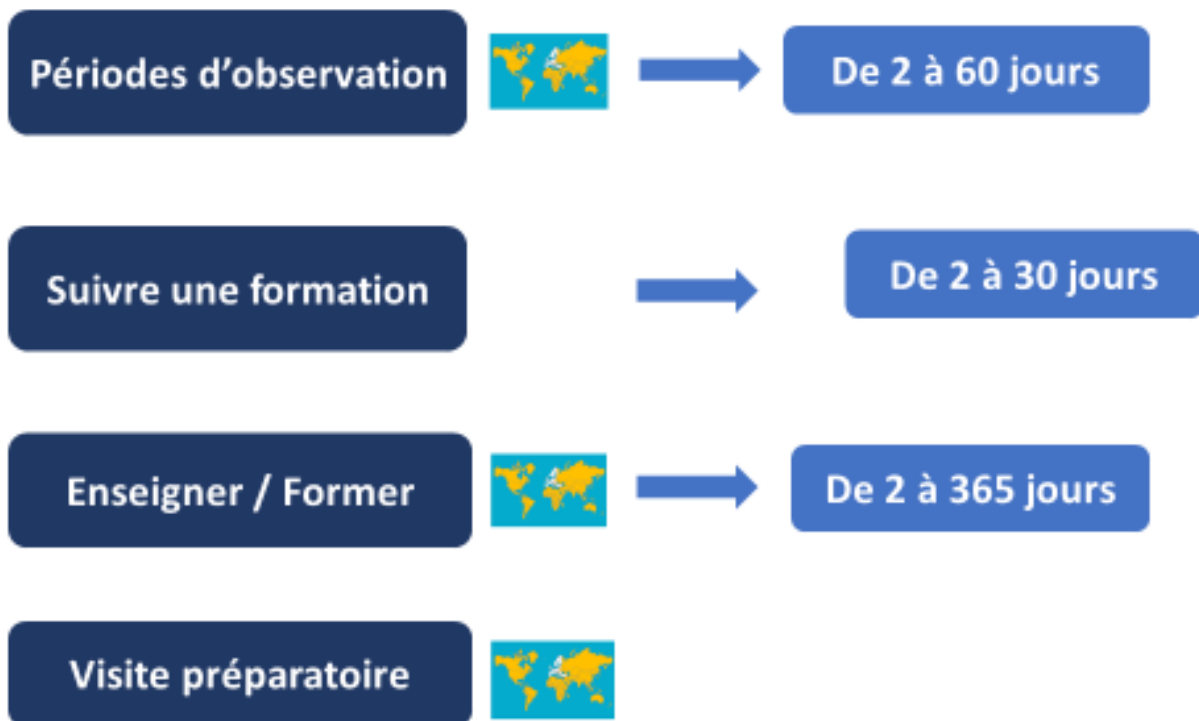 Périodes d'observation
De 2 à 60 jours
Suivre une formation
De 2 à 30 jours
Enseigner / Former
De 2 à 365 jours
Visite préparatoire